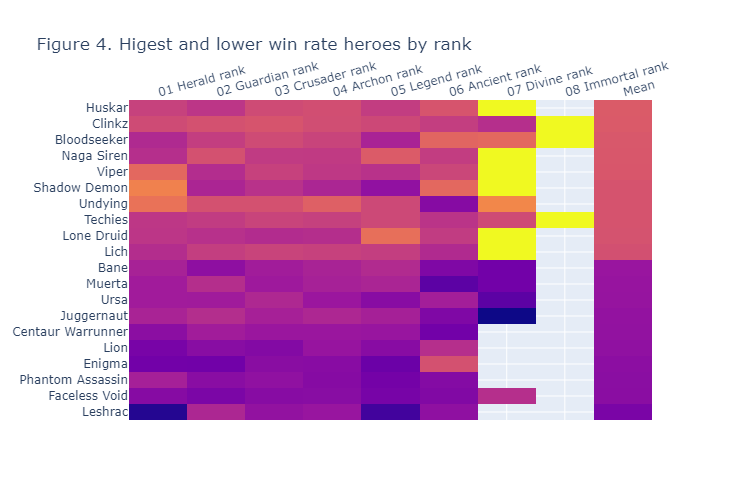 Figure 4. Higest and lower win rate heroes by rank
01 Herald rank
02 Guardian rank
03 Crusader rank
04 Archon rank
05 Legend rank
06 Ancient rank
07 Divine rank
08 Immortal rank
Mean
Huskar
Clinkz
Bloodseeker
Naga Siren
Viper
Shadow Demon
Undying
Techies
Lone Druid
Lich
Bane
Muerta
Ursa
Juggernaut
Centaur Warrunner
Lion
Enigma
Phantom Assassin
Faceless Void
Leshrac